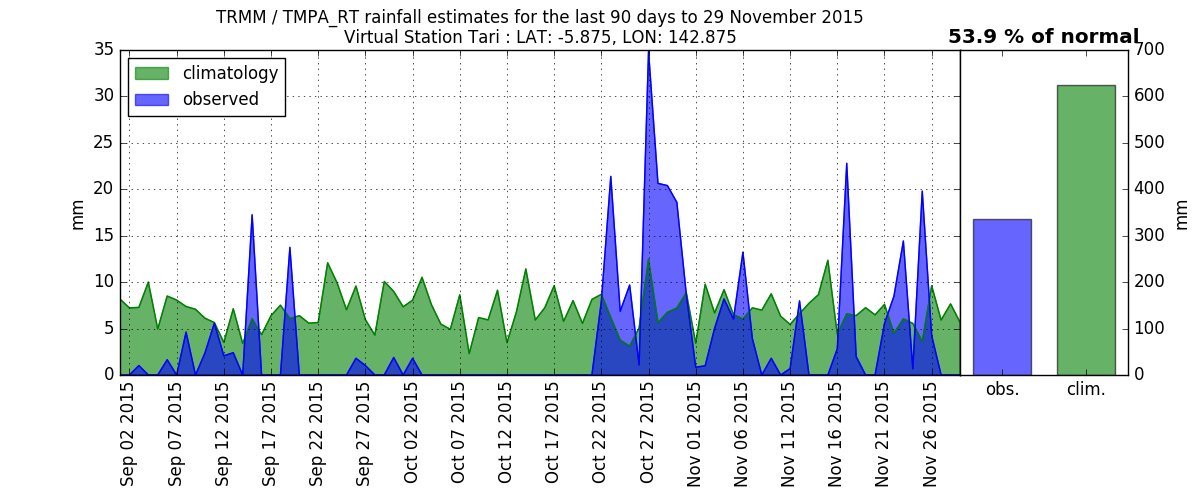 TRMM / TMPA_RT rainfall estimates for the last 90 days to 29 November 2015
Virtual Station Tari : LAT: -5.875, LON: 142.875
53.9 % of normal
climatology
observed
35
30
25
20
15
10
5
0
mm
700
600
500
400
300
200
100
0
mm
Sep 02 2015
Sep 07 2015
Sep 12 2015
Sep 17 2015
Sep 22 2015
Sep 27 2015
Oct 02 2015
Oct 07 2015
Oct 12 2015
Oct 17 2015
Oct 22 2015
Oct 27 2015
Nov 01 2015
Nov 06 2015
Nov 11 2015
Nov 16 2015
Nov 21 2015
Nov 26 2015
obs.
clim.